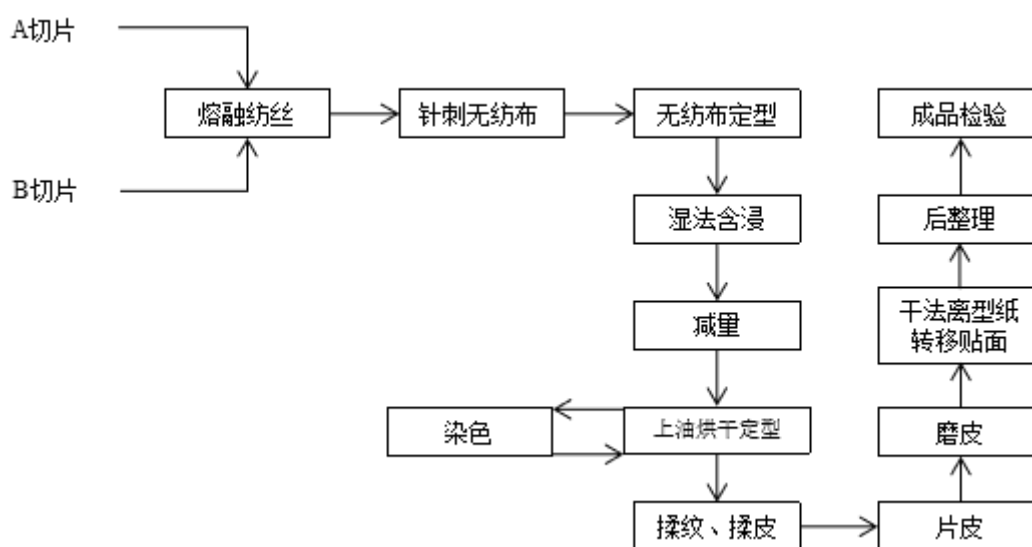 A切片
熔融纺丝
针刺无纺布
无纺布定型
成品检验
B切片
湿法含浸
后整理
减量
干法离型纸
转移贴面
染色
上油烘干定型
磨皮
揉纹、揉皮
片皮